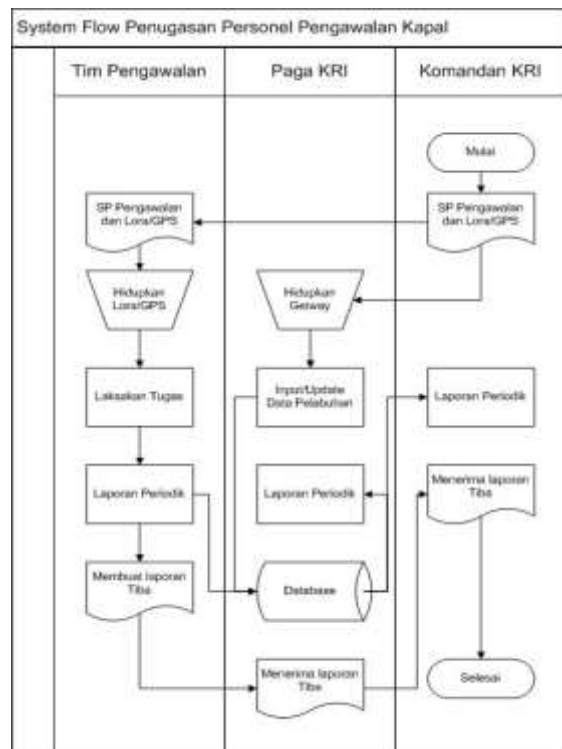 System Flow Penugasan Personel Pengawalan Kapal
Tim Pengawalan
Paga KRI
Komandan KRI
Mulai
SP Pengawalan
dan Lora/GPS
SP Pengawalan
dan Lora/GPS
Hidupkan
Lora/GPS
Hidupkan
Geiway
Laksakan Tugas
Input/Update
Data Pelabuhan
Laporan Periodik
Laporan Periodik
Laporan Periodik
Menerima laporan
Tiba
Membuat laporan
Tiba
Database
Menerima laporan
Tiba
Selesai